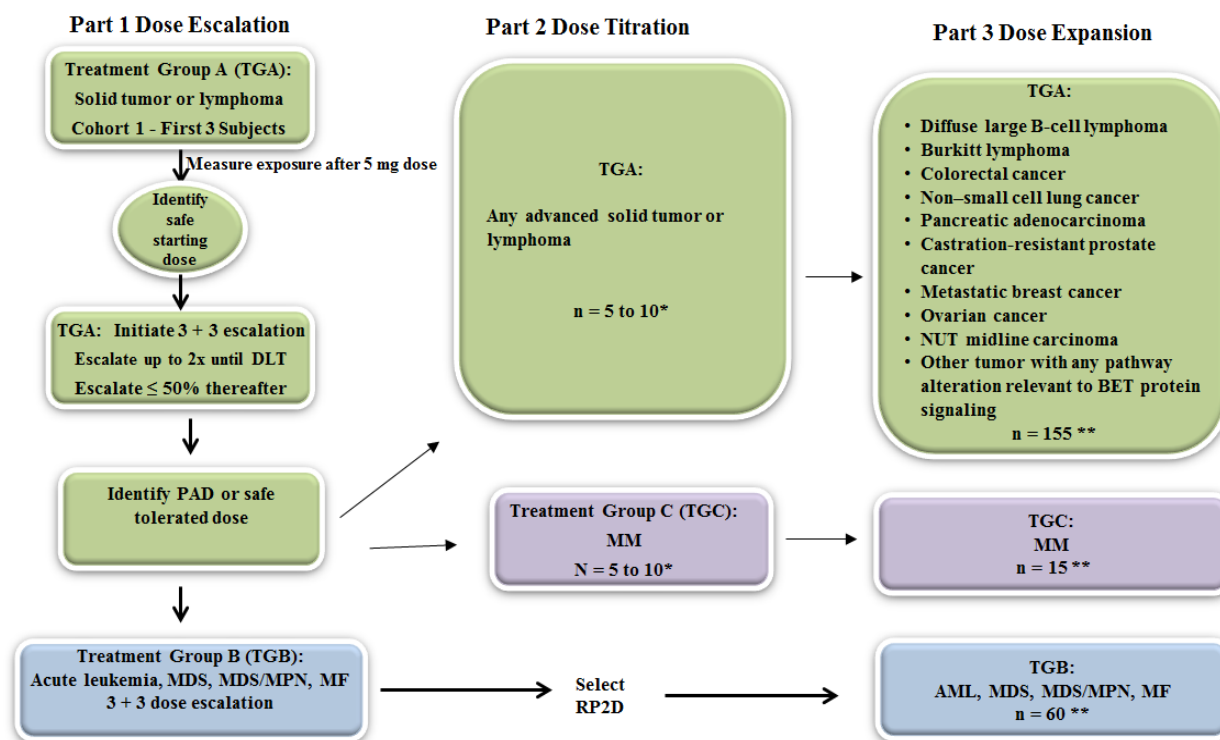 Part 1 Dose Escalation
Treatment Group A (TGA):
Solid tumor or lymphoma
Cohort 1 - First 3 Subjects
Measure exposure after 5 mg dose
Identify
safe
starting
dose
TGA: Initiate 3 + 3 escalation
Escalate up to 2x until DLT
Escalate ≤ 50% thereafter
Identify PAD or safe
tolerated dose
Treatment Group B (TGB):
Acute leukemia, MDS, MDS/MPN, MF
3 + 3 dose escalation
Part 2 Dose Titration
TGA:
Any advanced solid tumor or
lymphoma
n = 5 to 10*
Treatment Group C (TGC):
MM
N = 5 to 10*
Select
RP2D
Part 3 Dose Expansion
TGA:
• Diffuse large B-cell lymphoma
• Burkitt lymphoma
• Colorectal cancer
• Non–small cell lung cancer
• Pancreatic adenocarcinoma
• Castration-resistant prostate
cancer
• Metastatic breast cancer
• Ovarian cancer
• NUT midline carcinoma
• Other tumor with any pathway
alteration relevant to BET protein
signaling
n = 155 **
TGC:
MM
n = 15 **
TGB:
AML, MDS, MDS/MPN, MF
n = 60 **